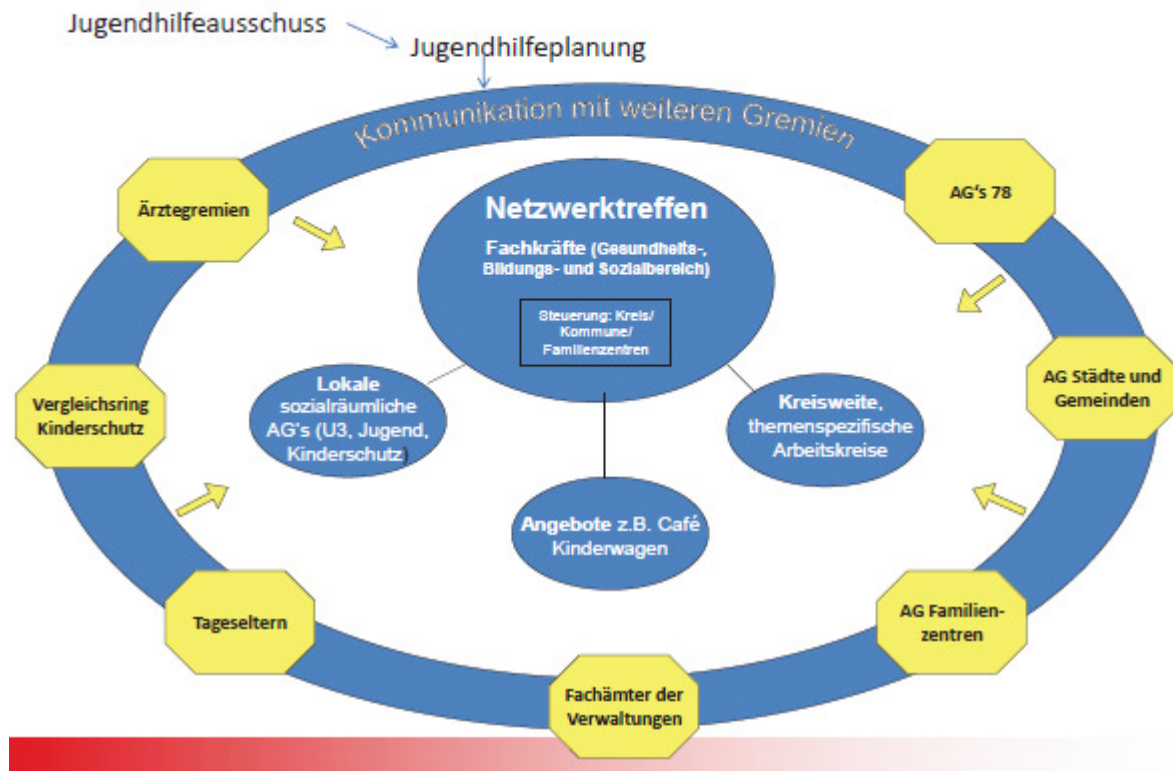 Jugendhilfeausschuss
Jugendhilfeplanung
Kommunikation mit weiteren Gremien
Ärztegremien
AG's 78
Netzwerktreffen
Fachkräfte (Gesundheits-,
Bildungs- und Sozialbereich)
Steuerung: Kreis/
Kommune/
Familienzentren
Vergleichsring
Kinderschutz
Lokale
sozialräumliche
AG's (U3, Jugend,
Kinderschutz)
Kreisweite,
themenspezifische
Arbeitskreise
AG Städte und
Gemeinden
Angebote z.B. Café
Kinderwagen
Tageseltern
AG Familien-
zentren
Fachämter der
Verwaltungen